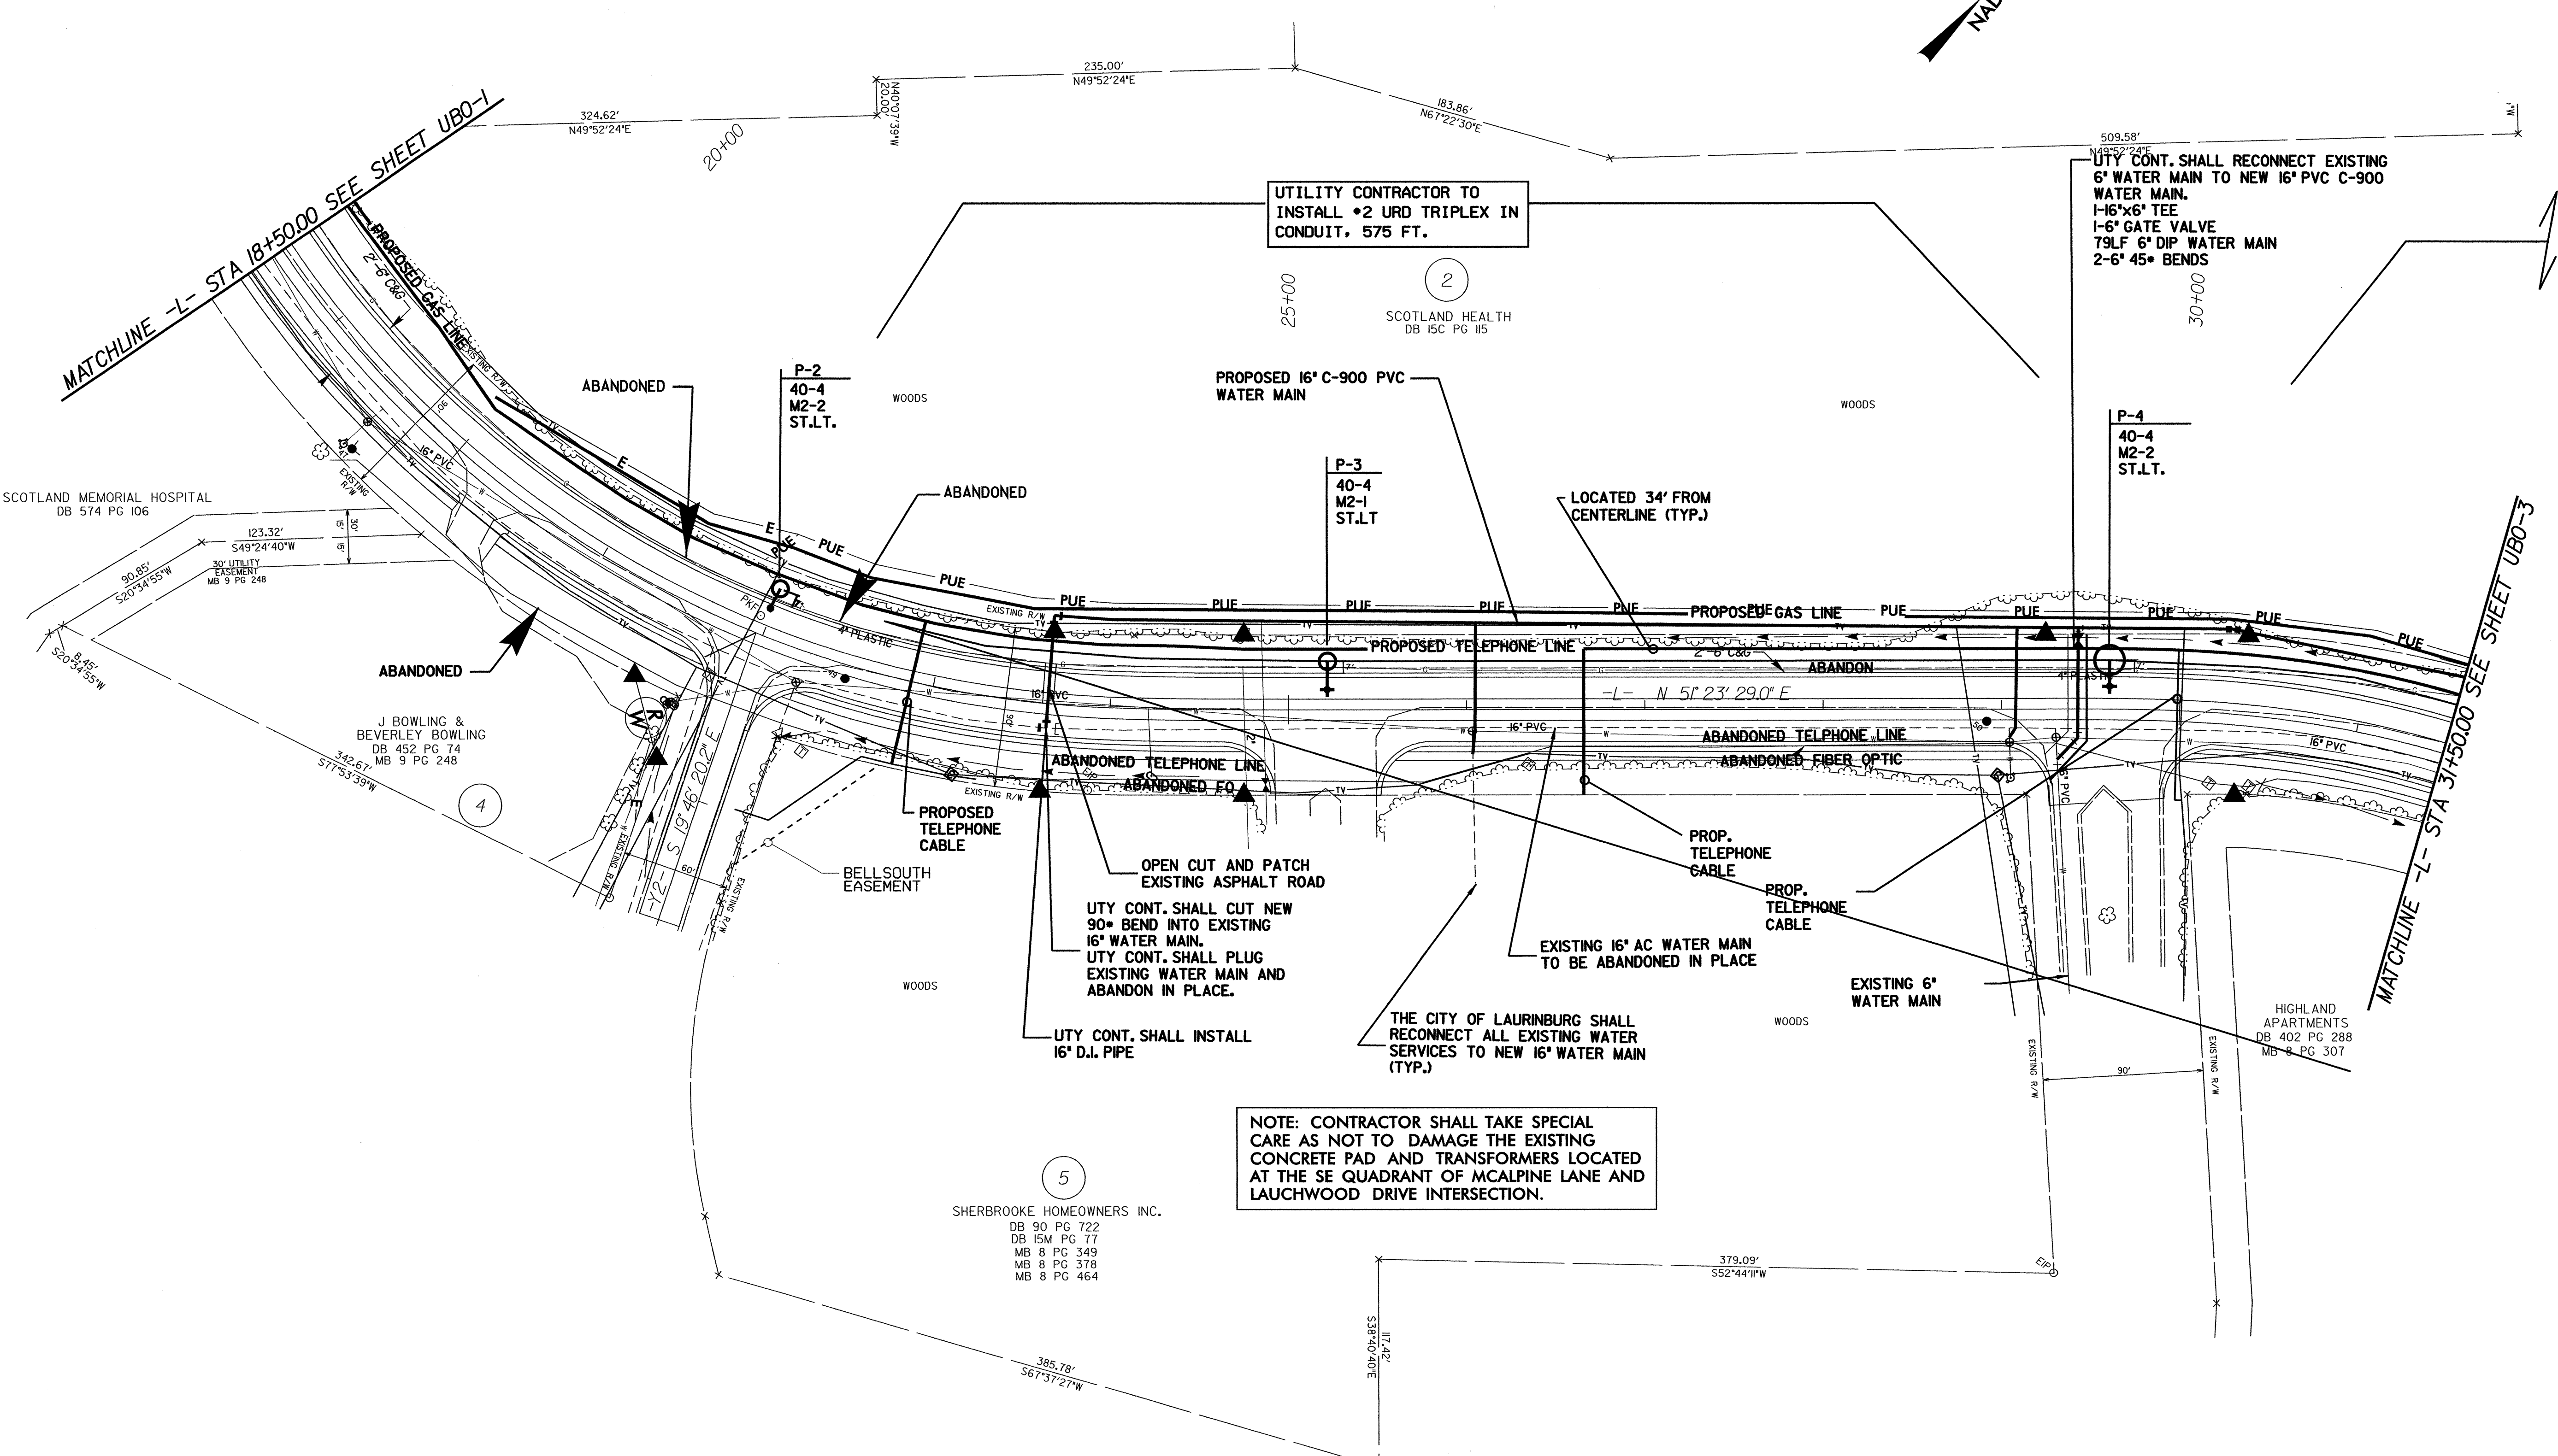 NAD
235.00'
N49°52'24"E
N40°07'39"W
20.00'
324.62'
N49°52'24"E
183.86'
N67°22'30"E
509.58'
N49°52'24"E
"W
MATCHLINE -L- STA 18+50.00 SEE SHEET UBO-1
20+00
25+00
30+00
UTILITY CONTRACTOR TO
INSTALL *2 URD TRIPLEX IN
CONDUIT, 575 FT.
UTY CONT. SHALL RECONNECT EXISTING
6" WATER MAIN TO NEW 16" PVC C-900
WATER MAIN.
1-16"x6" TEE
1-6" GATE VALVE
79LF 6" DIP WATER MAIN
2-6" 45* BENDS
2
SCOTLAND HEALTH
DB 15C PG 115
PROPOSED GAS LINE
2'-6" C&G
EXISTING R/W
90'
16" PVC
EXISTING
R/W
ABANDONED
P-2
40-4
M2-2
ST.LT.
WOODS
PROPOSED 16" C-900 PVC
WATER MAIN
WOODS
P-3
40-4
M2-1
ST.LT
P-4
40-4
M2-2
ST.LT.
ABANDONED
LOCATED 34' FROM
CENTERLINE (TYP.)
SCOTLAND MEMORIAL HOSPITAL
DB 574 PG 106
123.32'
S49°24'40"W
30'
15'
15'
30' UTILITY
EASEMENT
MB 9 PG 248
90.85'
S20°34'55"W
8.45'
S20°34'55"W
E
E
PUE
PUE
PUE
PUE
PUE
PUE
PUE
PUE
PUE
PUE
PUE
PUE
PUE
PUE
EXISTING R/W
PROPOSED GAS LINE
PROPOSED TELEPHONE LINE
2'-6" C&G
ABANDON
4" PLASTIC
4" PLASTIC
PKF
-L- N 51° 23' 29.0" E
16" PVC
16" PVC
16" PVC
90'
ABANDONED
J BOWLING &
BEVERLEY BOWLING
DB 452 PG 74
MB 9 PG 248
342.67'
S77°53'39"W
4
R
W
E
-Y2- S 19° 46' 20.2" E
60'
EXISTING R/W
EXISTING R/W
ABANDONED TELEPHONE LINE
ABANDONED FO
EIP
EXISTING R/W
ABANDONED TELPHONE LINE
ABANDONED FIBER OPTIC
6" PVC
MATCHLINE -L- STA 31+50.00 SEE SHEET UBO-3
PROPOSED
TELEPHONE
CABLE
BELLSOUTH
EASEMENT
OPEN CUT AND PATCH
EXISTING ASPHALT ROAD
UTY CONT. SHALL CUT NEW
90* BEND INTO EXISTING
16" WATER MAIN.
UTY CONT. SHALL PLUG
EXISTING WATER MAIN AND
ABANDON IN PLACE.
UTY CONT. SHALL INSTALL
16" D.I. PIPE
PROP.
TELEPHONE
CABLE
PROP.
TELEPHONE
CABLE
EXISTING 16" AC WATER MAIN
TO BE ABANDONED IN PLACE
EXISTING 6"
WATER MAIN
THE CITY OF LAURINBURG SHALL
RECONNECT ALL EXISTING WATER
SERVICES TO NEW 16" WATER MAIN
(TYP.)
WOODS
WOODS
HIGHLAND
APARTMENTS
DB 402 PG 288
MB 8 PG 307
EXISTING R/W
EXISTING R/W
90'
NOTE: CONTRACTOR SHALL TAKE SPECIAL
CARE AS NOT TO DAMAGE THE EXISTING
CONCRETE PAD AND TRANSFORMERS LOCATED
AT THE SE QUADRANT OF MCALPINE LANE AND
LAUCHWOOD DRIVE INTERSECTION.
5
SHERBROOKE HOMEOWNERS INC.
DB 90 PG 722
DB 15M PG 77
MB 8 PG 349
MB 8 PG 378
MB 8 PG 464
379.09'
S52°44'11"W
EIP
117.42'
S38°40'40"E
385.78'
S67°37'27"W